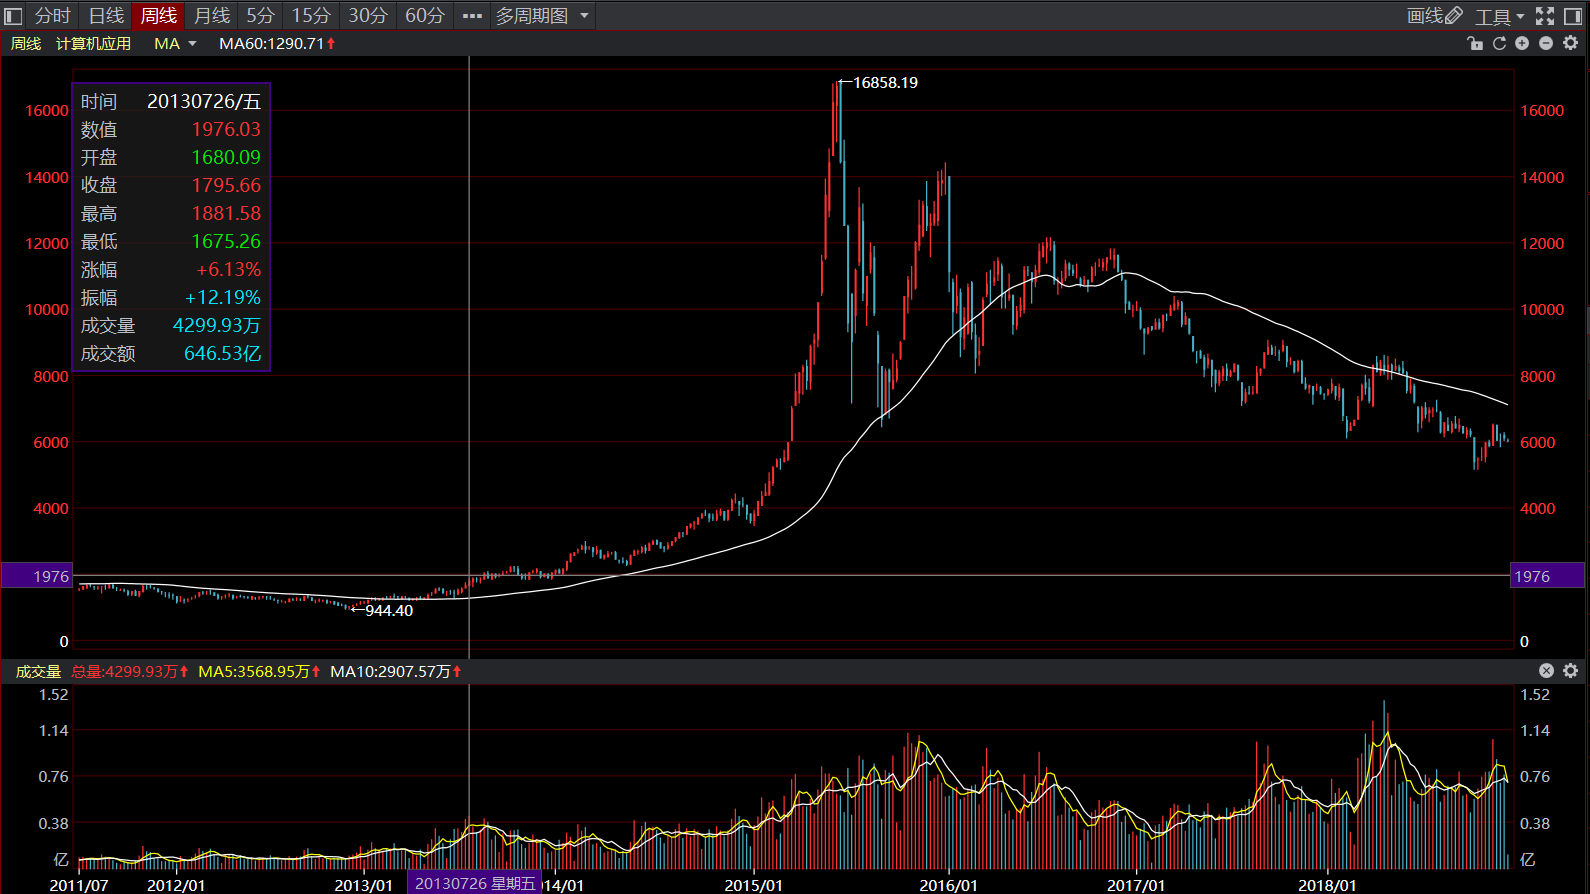 分时 日线 周线 月线 5分 15分 30分 60分 ••• 多周期图 画线 工具
周线 计算机应用 MA MA60:1290.71↑
←16858.19
时间 20130726/五
数值 1976.03
开盘 1680.09
收盘 1795.66
最高 1881.58
最低 1675.26
涨幅 +6.13%
振幅 +12.19%
成交量 4299.93万
成交额 646.53亿
16000 16000
14000 14000
12000 12000
10000 10000
8000 8000
6000 6000
4000 4000
1976 1976
←944.40
0 0
成交量 总量:4299.93万↑ MA5:3568.95万↑ MA10:2907.57万↑
1.52 1.52
1.14 1.14
0.76 0.76
0.38 0.38
亿 亿
2011/07 2012/01 2013/01 20130726 星期五 14/01 2015/01 2016/01 2017/01 2018/01